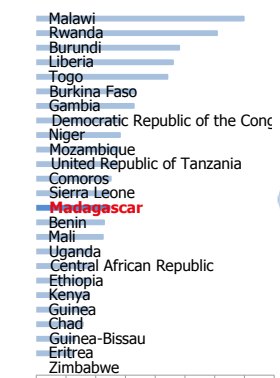 Malawi
Rwanda
Burundi
Liberia
Togo
Burkina Faso
Gambia
Democratic Republic of the Cong
Niger
Mozambique
United Republic of Tanzania
Comoros
Sierra Leone
Madagascar
Benin
Mali
Uganda
Central African Republic
Ethiopia
Kenya
Guinea
Chad
Guinea-Bissau
Eritrea
Zimbabwe